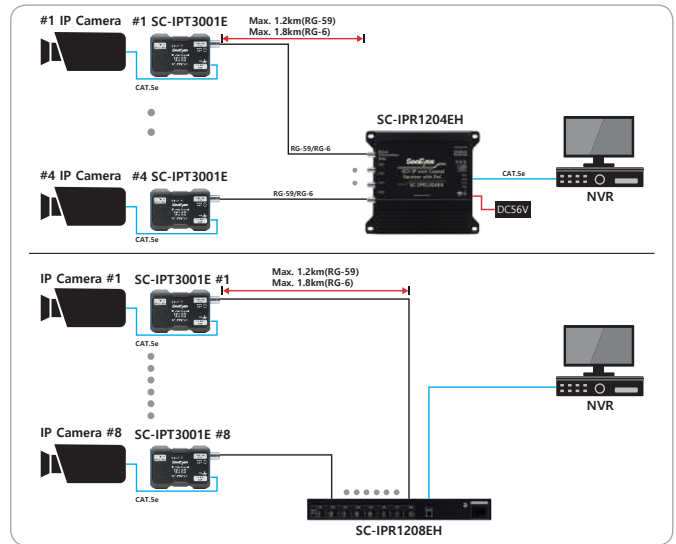 #1 IP Camera #1 SC-IPT3001E
Max. 1.2km(RG-59)
Max. 1.8km(RG-6)
CAT.5e
SC-IPR1204EH
RG-59/RG-6
SeeEyes
SC-IPR1204EH
CAT.5e
NVR
DC56V
#4 IP Camera #4 SC-IPT3001E
RG-59/RG-6
CAT.5e
IP Camera #1 SC-IPT3001E #1
Max. 1.2km(RG-59)
Max. 1.8km(RG-6)
CAT.5e
NVR
IP Camera #8 SC-IPT3001E #8
CAT.5e
SC-IPR1208EH